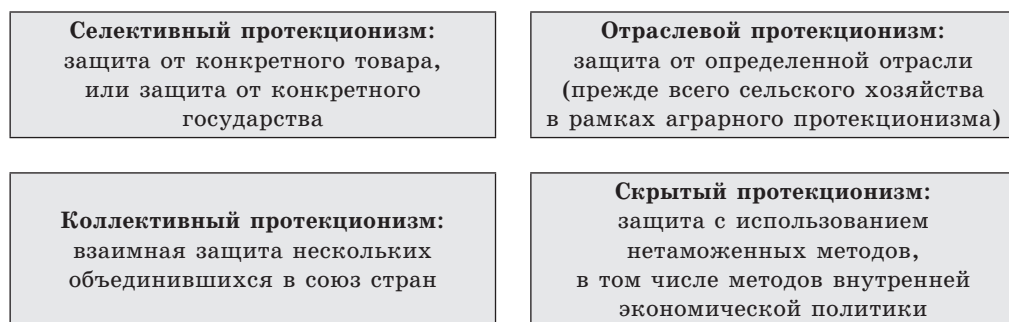 Селективный протекционизм:
защита от конкретного товара,
или защита от конкретного
государства
Отраслевой протекционизм:
защита от определенной отрасли
(прежде всего сельского хозяйства
в рамках аграрного протекционизма)
Коллективный протекционизм:
взаимная защита нескольких
объединившихся в союз стран
Скрытый протекционизм:
защита с использованием
нетаможенных методов,
в том числе методов внутренней
экономической политики